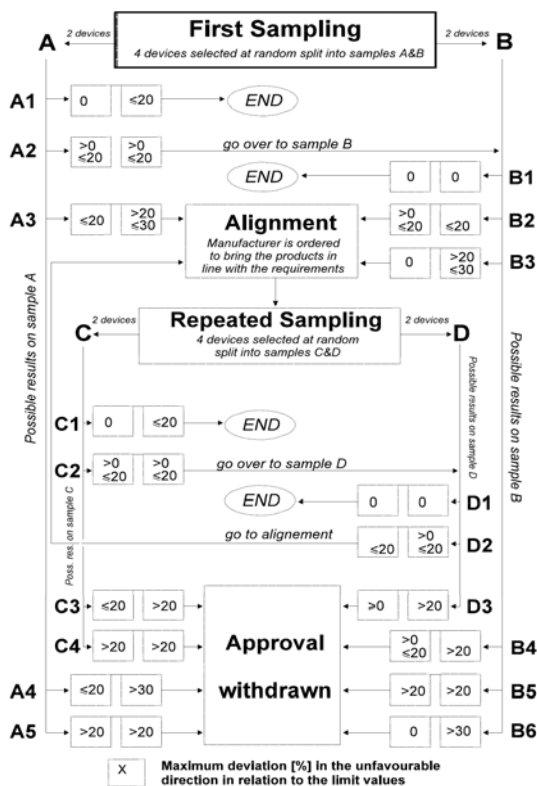 First Sampling
A 2 devices 4 devices selected at random split into samples A&B 2 devices B
A1 0 ≤20 END
A2 >0 ≤20 >0 ≤20 go over to sample B
END 0 0 B1
A3 ≤20 >20 ≤30 Alignment >0 ≤20 ≤20 B2
Manufacturer is ordered
to bring the products in
line with the requirements
0 >20 ≤30 B3
Possible results on sample A
C 2 devices Repeated Sampling 2 devices D
4 devices selected at random
split into samples C&D
Possible results on sample D
Possible results on sample B
C1 0 ≤20 END
C2 >0 ≤20 >0 ≤20 go over to sample D
END 0 0 D1
Poss. res. on sample C
go to alignement ≤20 >0 ≤20 D2
C3 ≤20 >20 ≥0 >20 D3
C4 >20 >20 Approval >0 ≤20 >20 B4
A4 ≤20 >30 withdrawn >20 >20 B5
A5 >20 >20 0 >30 B6
X Maximum deviation [%] in the unfavourable
direction in relation to the limit values